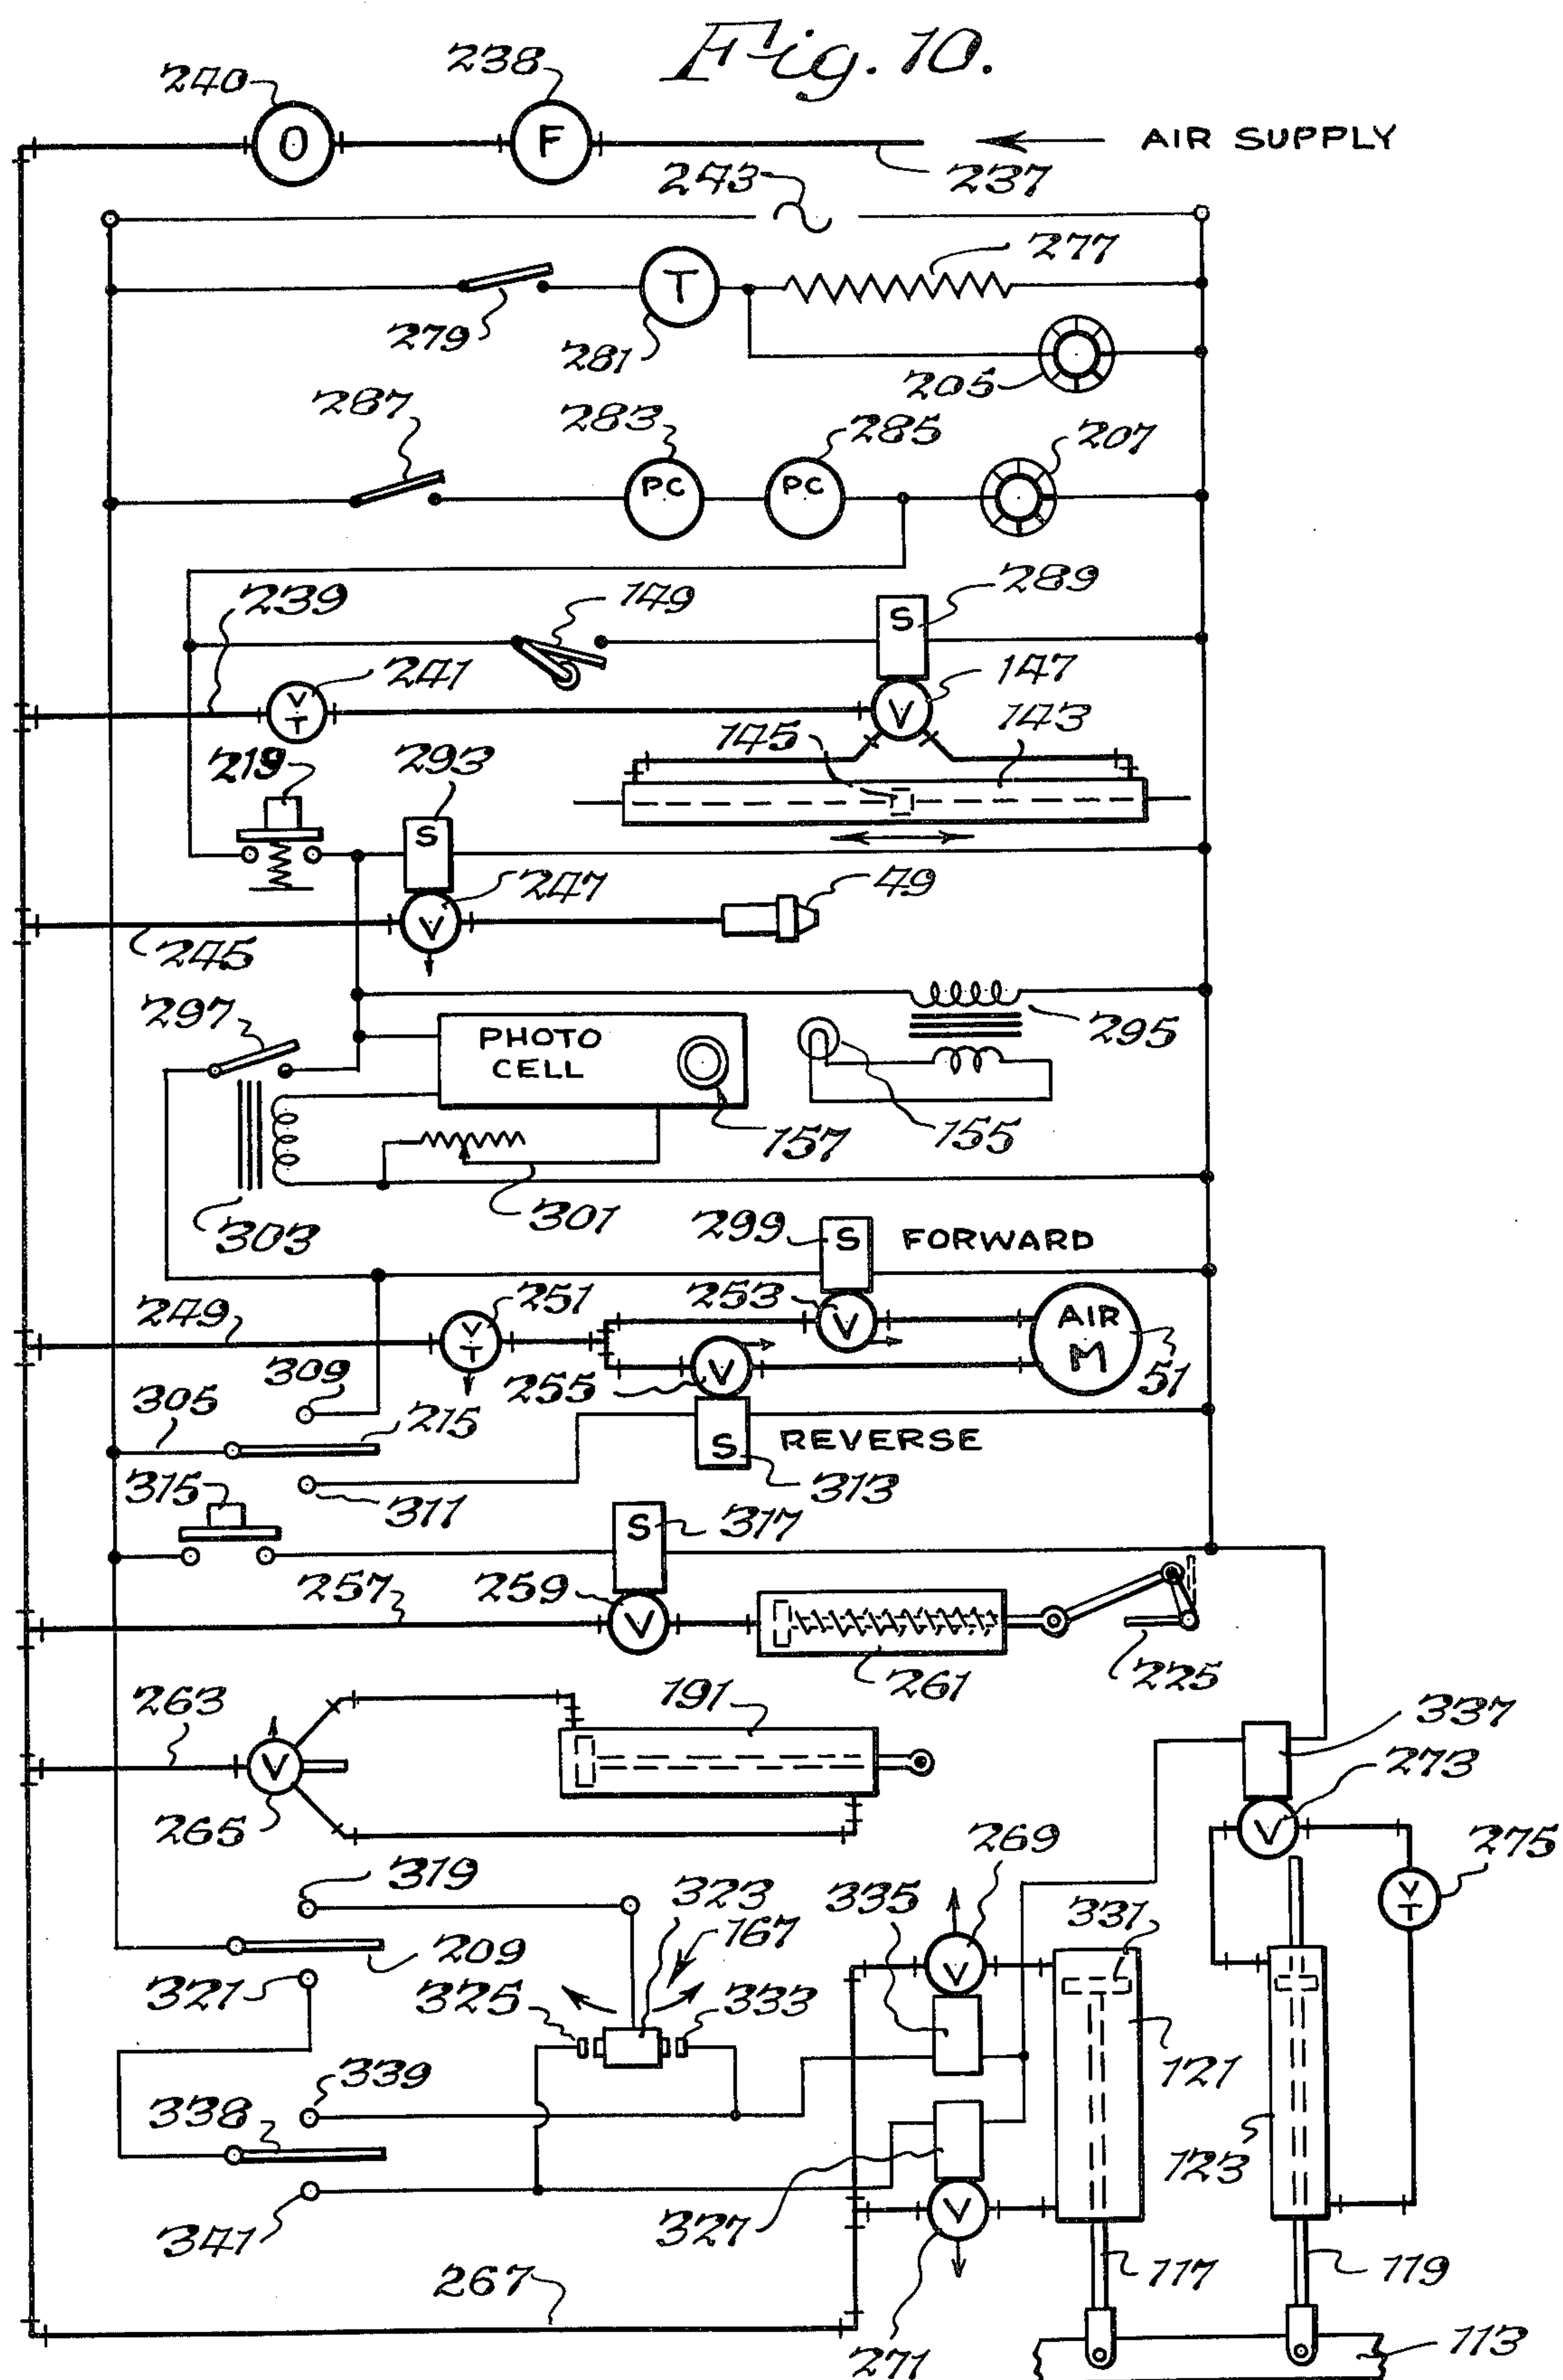 Fig. 10.
240
238
O
F
AIR SUPPLY
237
243
277
279
T
281
205
287
283
285
207
PC
PC
239
149
289
S
241
V
T
147
V
145
143
219
293
S
247
V
49
245
297
PHOTO
CELL
295
157
155
303
301
299
S
FORWARD
249
251
V
T
253
V
AIR
M
51
309
255
V
305
215
S
REVERSE
313
315
311
S
317
257
259
V
261
225
263
191
337
V
265
273
V
275
V
T
319
323
335
269
331
167
209
V
321
325
333
121
339
338
123
327
V
341
267
271
117
119
113